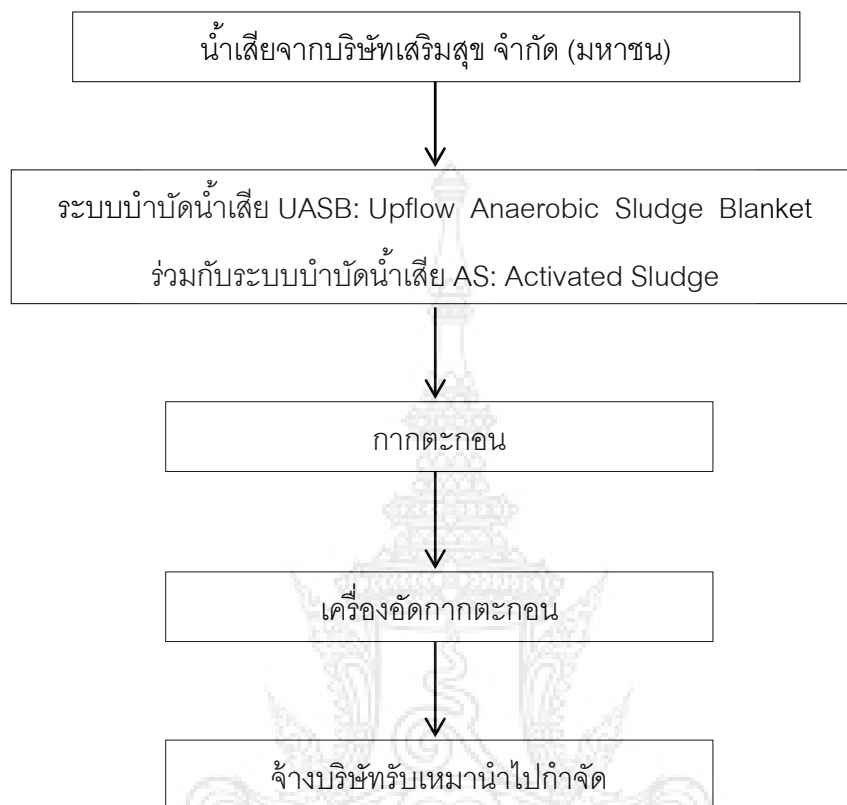 น้ำเสียจากบริษัทเสริมสุข จำกัด (มหาชน)
ระบบบำบัดน้ำเสีย UASB: Upflow Anaerobic Sludge Blanket
ร่วมกับระบบบำบัดน้ำเสีย AS: Activated Sludge
กากตะกอน
เครื่องอัดกากตะกอน
จ้างบริษัทรับเหมานำไปกำจัด